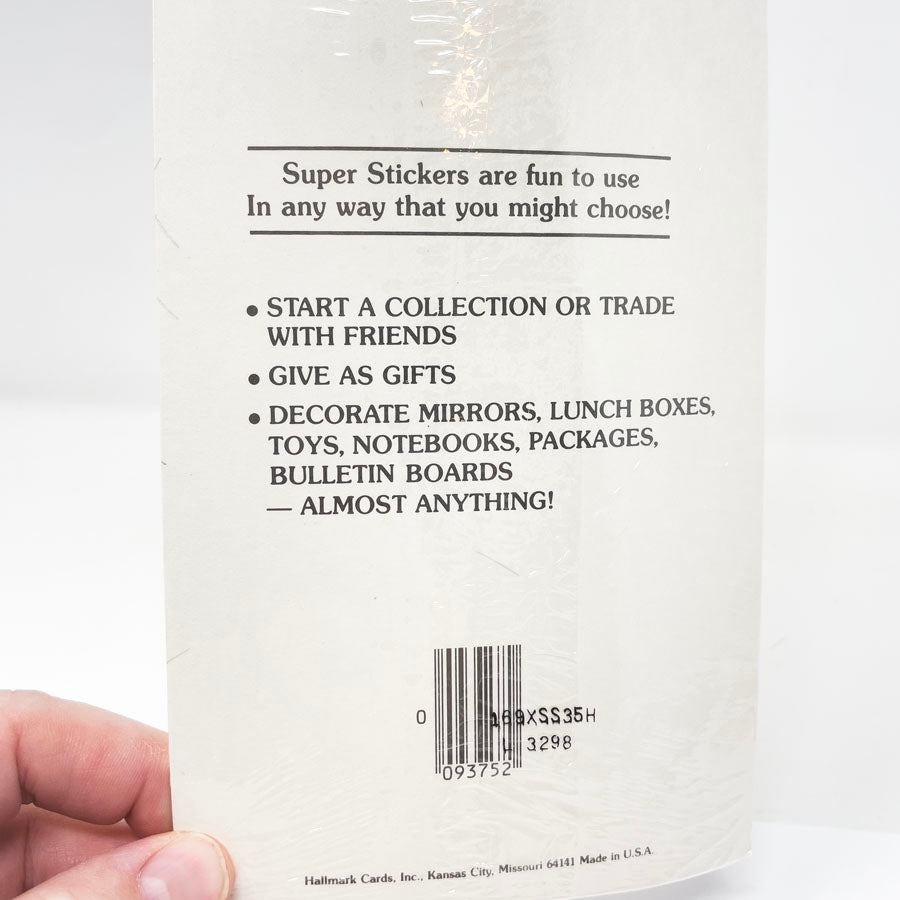 Super Stickers are fun to use
In any way that you might choose!
• START A COLLECTION OR TRADE
WITH FRIENDS
• GIVE AS GIFTS
• DECORATE MIRRORS, LUNCH BOXES,
TOYS, NOTEBOOKS, PACKAGES,
BULLETIN BOARDS
— ALMOST ANYTHING!
0
169XSS35H
L 3298
093752
Hallmark Cards, Inc., Kansas City, Missouri 64141 Made in U.S.A.